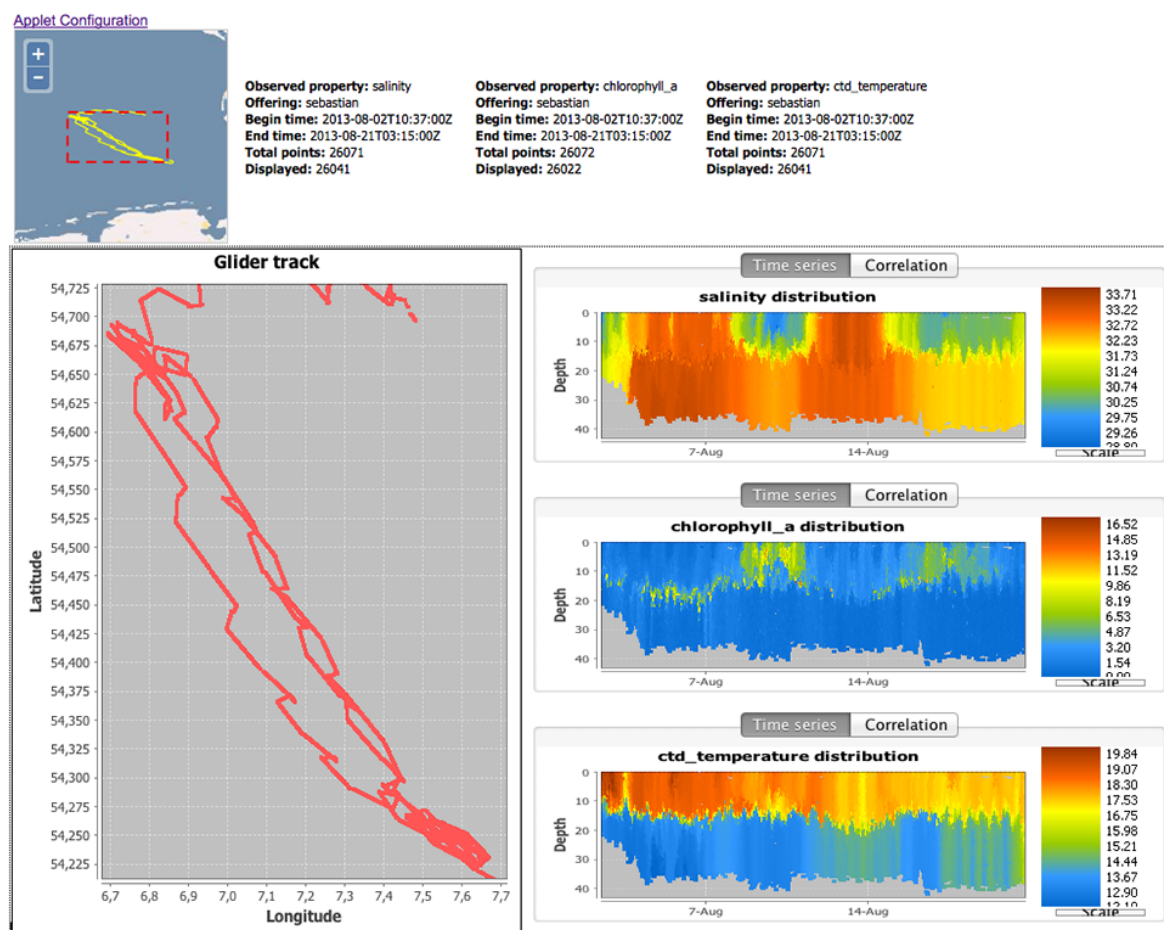 Applet Configuration
+
−
Observed property: salinity
Offering: sebastian
Begin time: 2013-08-02T10:37:00Z
End time: 2013-08-21T03:15:00Z
Total points: 26071
Displayed: 26041
Observed property: chlorophyll_a
Offering: sebastian
Begin time: 2013-08-02T10:37:00Z
End time: 2013-08-21T03:15:00Z
Total points: 26072
Displayed: 26022
Observed property: ctd_temperature
Offering: sebastian
Begin time: 2013-08-02T10:37:00Z
End time: 2013-08-21T03:15:00Z
Total points: 26071
Displayed: 26041
Glider track
54,725
54,700
54,675
54,650
54,625
54,600
54,575
54,550
54,525
54,500
54,475
54,450
54,425
54,400
54,375
54,350
54,325
54,300
54,275
54,250
54,225
Latitude
6,7 6,8 6,9 7,0 7,1 7,2 7,3 7,4 7,5 7,6 7,7
Longitude
Time series Correlation
salinity distribution
0
10
20
30
40
Depth
7-Aug 14-Aug
33.71
33.22
32.72
32.23
31.73
31.24
30.74
30.25
29.75
29.26
28.80
Scale
Time series Correlation
chlorophyll_a distribution
0
10
20
30
40
Depth
7-Aug 14-Aug
16.52
14.85
13.19
11.52
9.86
8.19
6.53
4.87
3.20
1.54
0.00
Scale
Time series Correlation
ctd_temperature distribution
0
10
20
30
40
Depth
7-Aug 14-Aug
19.84
19.07
18.30
17.53
16.75
15.98
15.21
14.44
13.67
12.90
12.10
Scale